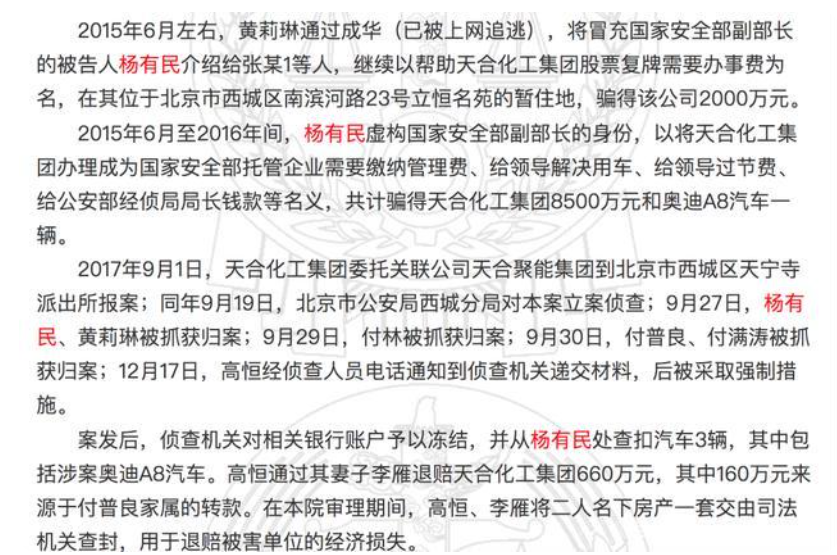 2015年6月左右，黄莉琳通过成华（已被上网追逃），将冒充国家安全部副部长
的被告人杨有民介绍给张某1等人，继续以帮助天合化工集团股票复牌需要办事费为
名，在其位于北京市西城区南滨河路23号立恒名苑的暂住地，骗得该公司2000万元。
2015年6月至2016年间，杨有民虚构国家安全部副部长的身份，以将天合化工集
团办理成为国家安全部托管企业需要缴纳管理费、给领导解决用车、给领导过节费、
给公安部经侦局局长钱款等名义，共计骗得天合化工集团8500万元和奥迪A8汽车一
辆。
2017年9月1日，天合化工集团委托关联公司天合聚能集团到北京市西城区天宁寺
派出所报案；同年9月19日，北京市公安局西城分局对本案立案侦查；9月27日，杨有
民、黄莉琳被抓获归案；9月29日，付林被抓获归案；9月30日，付普良、付满涛被抓
获归案；12月17日，高恒经侦查人员电话通知到侦查机关递交材料，后被采取强制措
施。
案发后，侦查机关对相关银行账户予以冻结，并从杨有民处查扣汽车3辆，其中包
括涉案奥迪A8汽车。高恒通过其妻子李雁退赔天合化工集团660万元，其中160万元来
源于付普良家属的转款。在本院审理期间，高恒、李雁将二人名下房产一套交由司法
机关查封，用于退赔被害单位的经济损失。